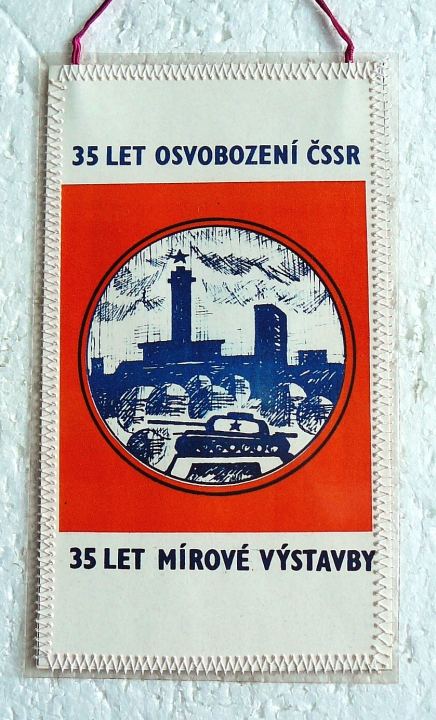 35 LET OSVOBOZENÍ ČSSR
35 LET MÍROVÉ VÝSTAVBY